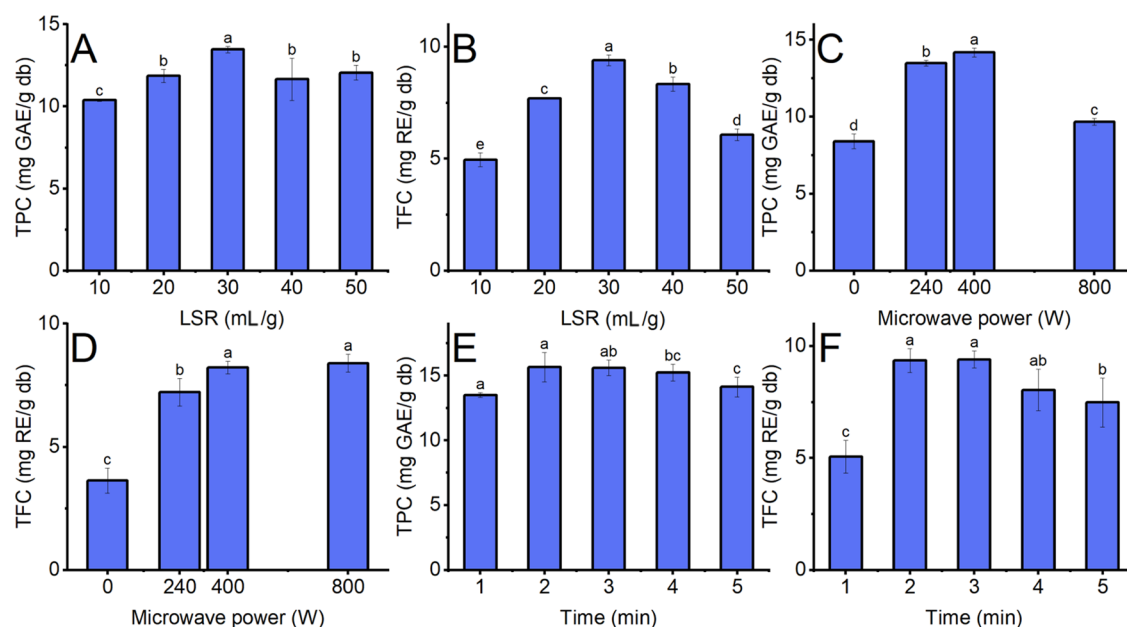 A
TPC (mg GAE/g db)
15
10
5
0
c
b
a
b
b
10 20 30 40 50
LSR (mL/g)
B
TFC (mg RE/g db)
10
5
0
e
c
a
b
d
10 20 30 40 50
LSR (mL/g)
C
TPC (mg GAE/g db)
15
10
5
0
d
b
a
c
0 240 400 800
Microwave power (W)
D
TFC (mg RE/g db)
10
5
0
c
b
a
a
0 240 400 800
Microwave power (W)
E
TPC (mg GAE/g db)
15
10
5
0
a
a
ab
bc
c
1 2 3 4 5
Time (min)
F
TFC (mg RE/g db)
10
5
0
c
a
a
ab
b
1 2 3 4 5
Time (min)